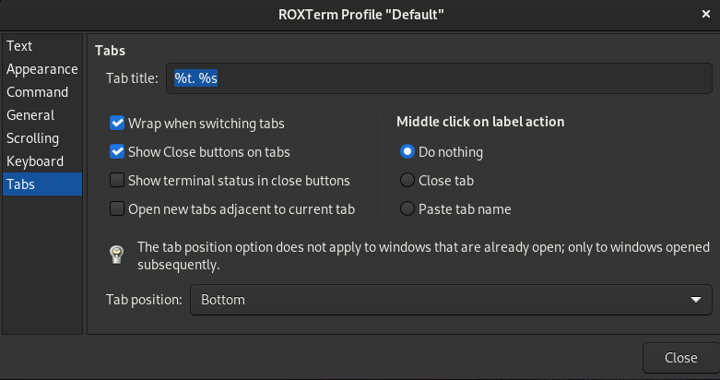 ROXTerm Profile "Default"
×
Text
Appearance
Command
General
Scrolling
Keyboard
Tabs
Tabs
Tab title: %t. %s
Wrap when switching tabs
Show Close buttons on tabs
Show terminal status in close buttons
Open new tabs adjacent to current tab
Middle click on label action
Do nothing
Close tab
Paste tab name
The tab position option does not apply to windows that are already open; only to windows opened
subsequently.
Tab position: Bottom
Close